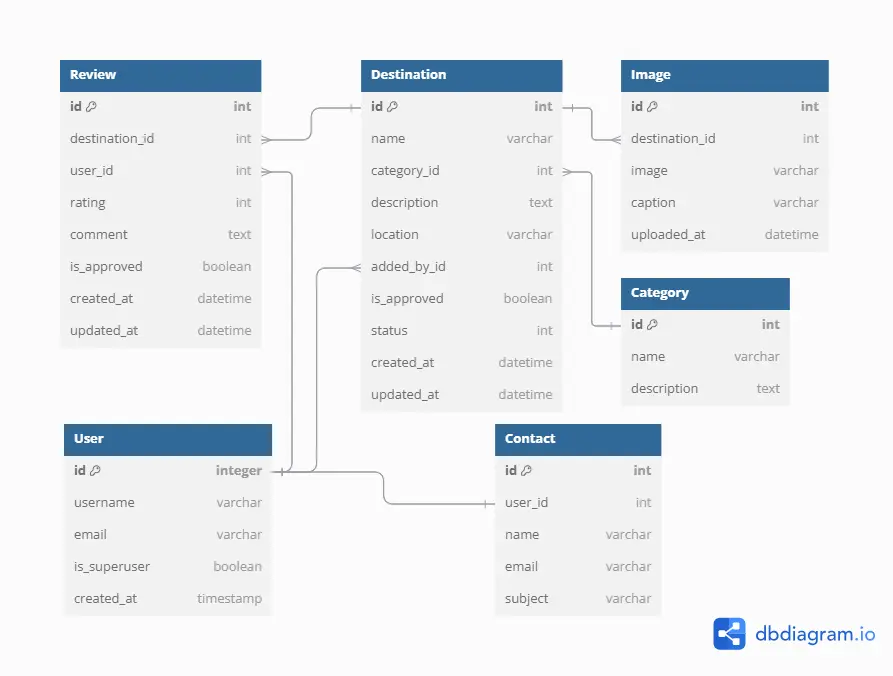 Review
id int
destination_id int
user_id int
rating int
comment text
is_approved boolean
created_at datetime
updated_at datetime
Destination
id int
name varchar
category_id int
description text
location varchar
added_by_id int
is_approved boolean
status int
created_at datetime
updated_at datetime
Image
id int
destination_id int
image varchar
caption varchar
uploaded_at datetime
Category
id int
name varchar
description text
User
id integer
username varchar
email varchar
is_superuser boolean
created_at timestamp
Contact
id int
user_id int
name varchar
email varchar
subject varchar
dbdiagram.io